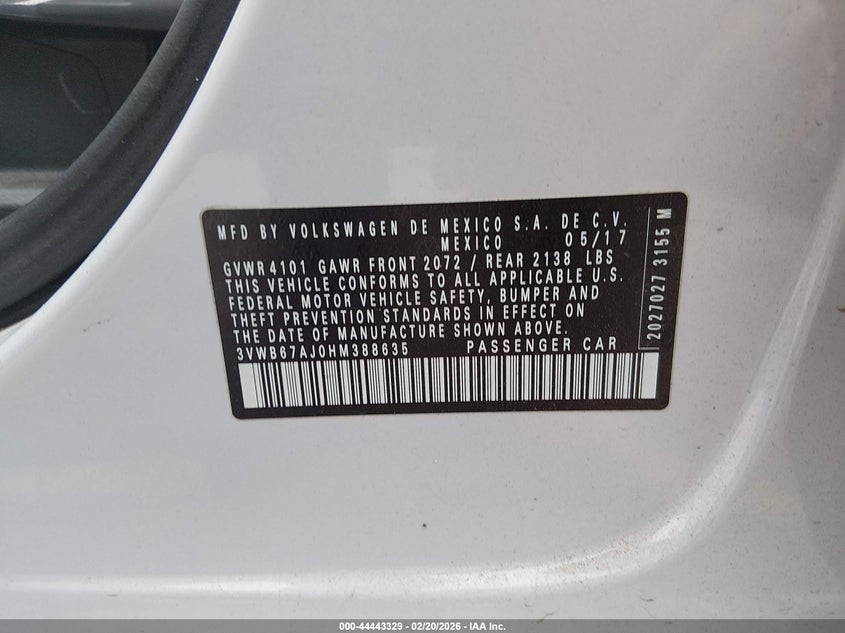 MFD BY VOLKSWAGEN DE MEXICO S.A. DE C.V.
MEXICO 05/17
GVWR4101 GAWR FRONT 2072 / REAR 2138 LBS
THIS VEHICLE CONFORMS TO ALL APPLICABLE U.S.
FEDERAL MOTOR VEHICLE SAFETY, BUMPER AND
THEFT PREVENTION STANDARDS IN EFFECT ON
THE DATE OF MANUFACTURE SHOWN ABOVE.
3VWB67AJ0HM388635 PASSENGER CAR
2027027 3155 M
000-44443329 - 02/20/2026 - IAA Inc.